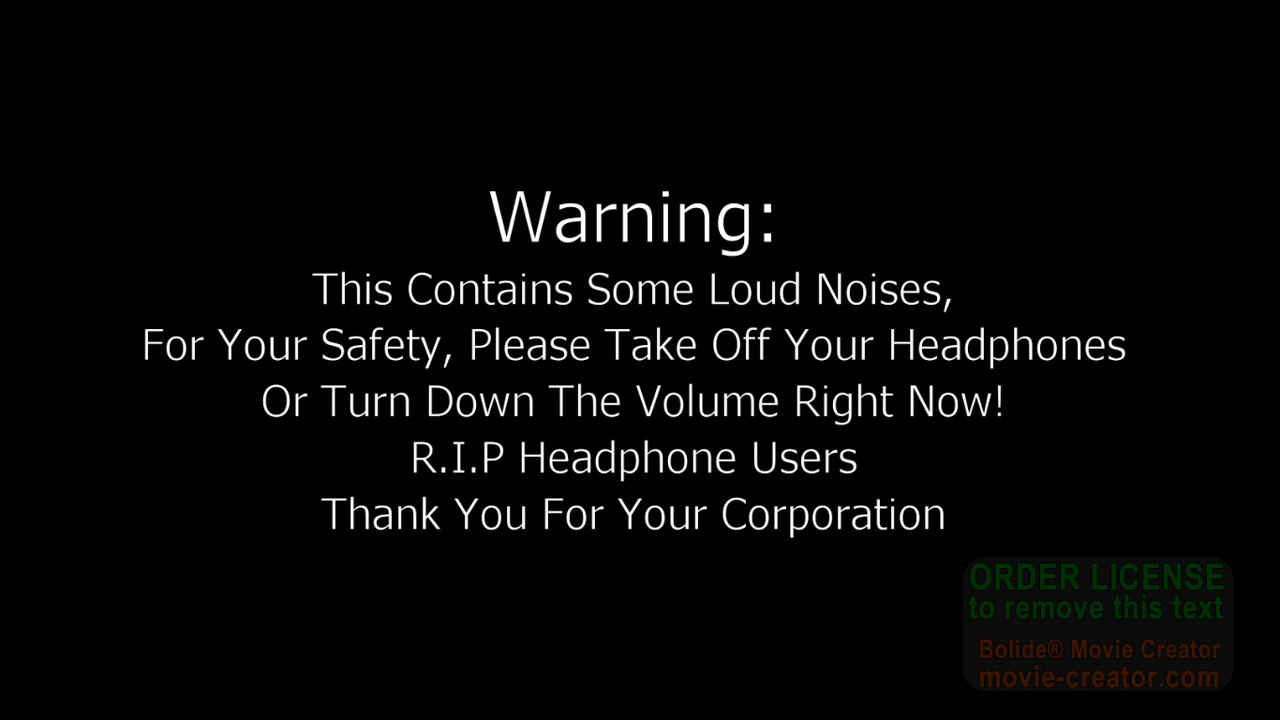 Warning:
This Contains Some Loud Noises,
For Your Safety, Please Take Off Your Headphones
Or Turn Down The Volume Right Now!
R.I.P Headphone Users
Thank You For Your Corporation
ORDER LICENSE
to remove this text
Bolide® Movie Creator
movie-creator.com